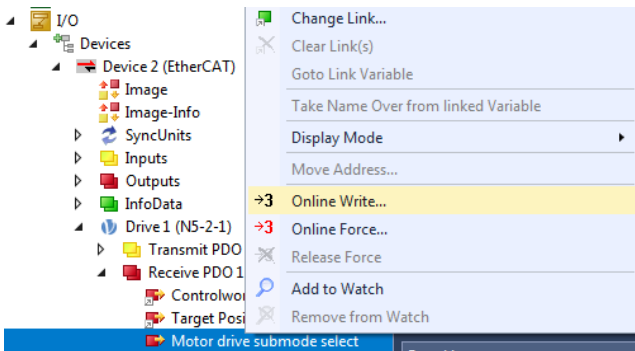 I/O
Devices
Device 2 (EtherCAT)
Image
Image-Info
SyncUnits
Inputs
Outputs
InfoData
Drive 1 (N5-2-1)
Transmit PDO
Receive PDO 1
Target Posi
Motor drive submode select
Change Link...
Clear Link(s)
Goto Link Variable
Take Name Over from linked Variable
Display Mode
Move Address...
→3 Online Write...
→3 Online Force...
Release Force
Add to Watch
Remove from Watch